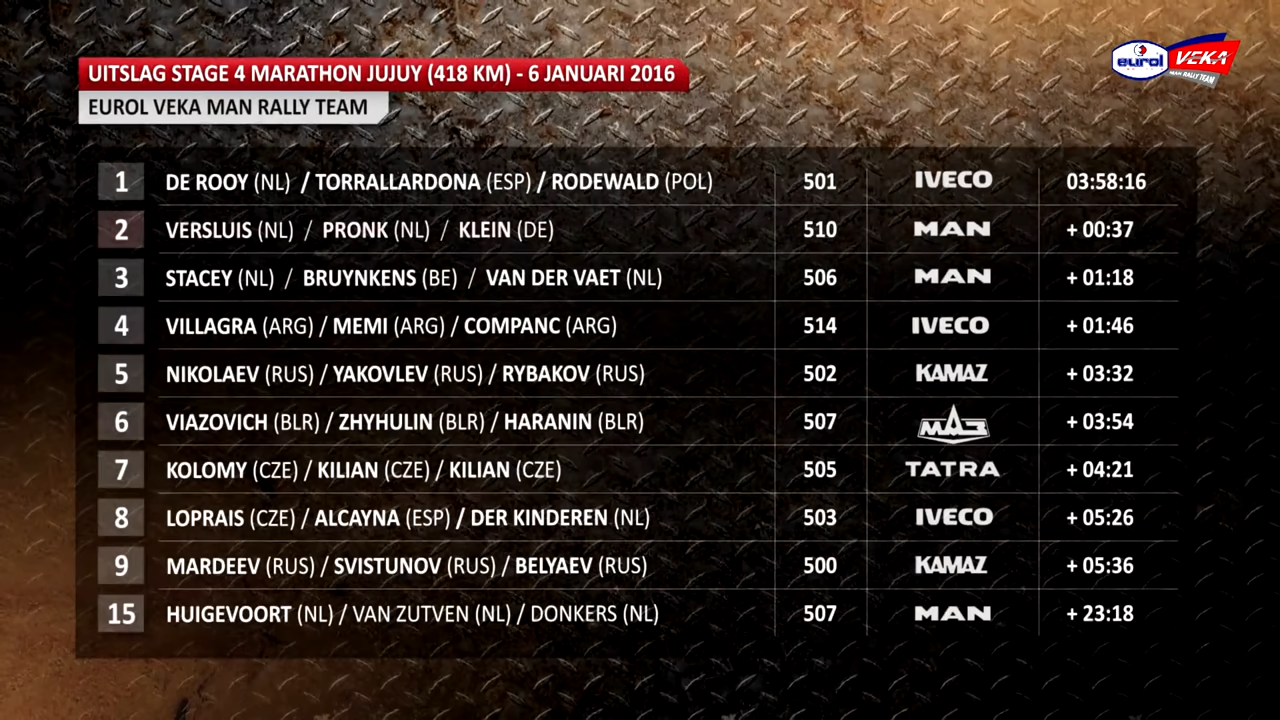 eurol VEKA
MAN RALLY TEAM
UITSLAG STAGE 4 MARATHON JUJUY (418 KM) - 6 JANUARI 2016
EUROL VEKA MAN RALLY TEAM
1 DE ROOY (NL) / TORRALLARDONA (ESP) / RODEWALD (POL) 501 IVECO 03:58:16
2 VERSLUIS (NL) / PRONK (NL) / KLEIN (DE) 510 MAN + 00:37
3 STACEY (NL) / BRUYNKENS (BE) / VAN DER VAET (NL) 506 MAN + 01:18
4 VILLAGRA (ARG) / MEMI (ARG) / COMPANC (ARG) 514 IVECO + 01:46
5 NIKOLAEV (RUS) / YAKOVLEV (RUS) / RYBAKOV (RUS) 502 KAMAZ + 03:32
6 VIAZOVICH (BLR) / ZHYHULIN (BLR) / HARANIN (BLR) 507 МАЗ + 03:54
7 KOLOMY (CZE) / KILIAN (CZE) / KILIAN (CZE) 505 TATRA + 04:21
8 LOPRAIS (CZE) / ALCAYNA (ESP) / DER KINDEREN (NL) 503 IVECO + 05:26
9 MARDEEV (RUS) / SVISTUNOV (RUS) / BELYAEV (RUS) 500 KAMAZ + 05:36
15 HUIGEVOORT (NL) / VAN ZUTVEN (NL) / DONKERS (NL) 507 MAN + 23:18